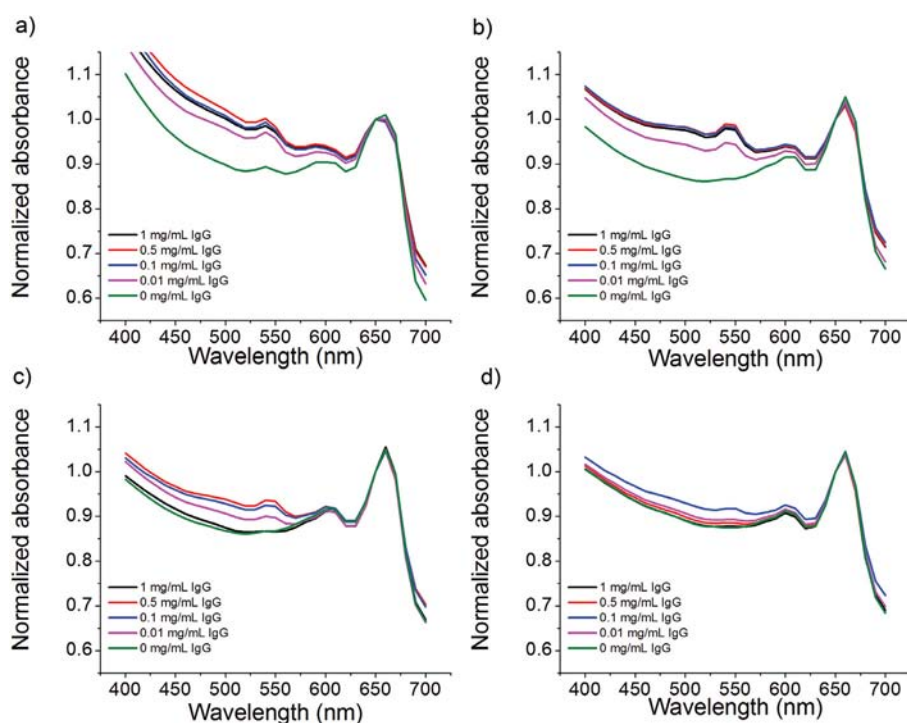 a)
Normalized absorbance
1.1
1.0
0.9
0.8
0.7
0.6
1 mg/mL IgG
0.5 mg/mL IgG
0.1 mg/mL IgG
0.01 mg/mL IgG
0 mg/mL IgG
400 450 500 550 600 650 700
Wavelength (nm)
b)
Normalized absorbance
1.1
1.0
0.9
0.8
0.7
0.6
1 mg/mL IgG
0.5 mg/mL IgG
0.1 mg/mL IgG
0.01 mg/mL IgG
0 mg/mL IgG
400 450 500 550 600 650 700
Wavelength (nm)
c)
Normalized absorbance
1.1
1.0
0.9
0.8
0.7
0.6
1 mg/mL IgG
0.5 mg/mL IgG
0.1 mg/mL IgG
0.01 mg/mL IgG
0 mg/mL IgG
400 450 500 550 600 650 700
Wavelength (nm)
d)
Normalized absorbance
1.1
1.0
0.9
0.8
0.7
0.6
1 mg/mL IgG
0.5 mg/mL IgG
0.1 mg/mL IgG
0.01 mg/mL IgG
0 mg/mL IgG
400 450 500 550 600 650 700
Wavelength (nm)